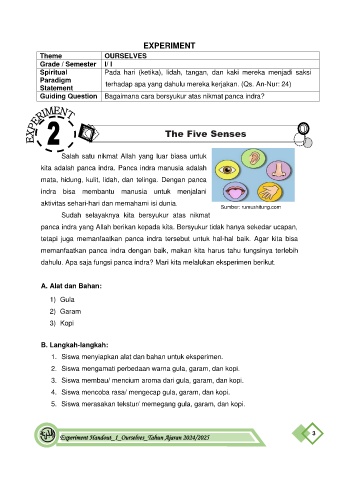 EXPERIMENT
Theme OURSELVES
Grade / Semester I/ I
Spiritual Paradigm Statement Pada hari (ketika), lidah, tangan, dan kaki mereka menjadi saksi
terhadap apa yang dahulu mereka kerjakan. (Qs. An-Nur: 24)
Guiding Question Bagaimana cara bersyukur atas nikmat panca indra?
EXPERIMENT
2
The Five Senses
Salah satu nikmat Allah yang luar biasa untuk
kita adalah panca indra. Panca indra manusia adalah
mata, hidung, kulit, lidah, dan telinga. Dengan panca
indra bisa membantu manusia untuk menjalani
aktivitas sehari-hari dan memahami isi dunia.
Sumber: rumushitung.com
Sudah selayaknya kita bersyukur atas nikmat
panca indra yang Allah berikan kepada kita. Bersyukur tidak hanya sekedar ucapan,
tetapi juga memanfaatkan panca indra tersebut untuk hal-hal baik. Agar kita bisa
memanfaatkan panca indra dengan baik, makan kita harus tahu fungsinya terlebih
dahulu. Apa saja fungsi panca indra? Mari kita melalukan eksperimen berikut.
A. Alat dan Bahan:
1) Gula
2) Garam
3) Kopi
B. Langkah-langkah:
1. Siswa menyiapkan alat dan bahan untuk eksperimen.
2. Siswa mengamati perbedaan warna gula, garam, dan kopi.
3. Siswa membau/ mencium aroma dari gula, garam, dan kopi.
4. Siswa mencoba rasa/ mengecap gula, garam, dan kopi.
5. Siswa merasakan tekstur/ memegang gula, garam, dan kopi.
Experiment Handout_I_Ourselves_Tahun Ajaran 2024/2025
3